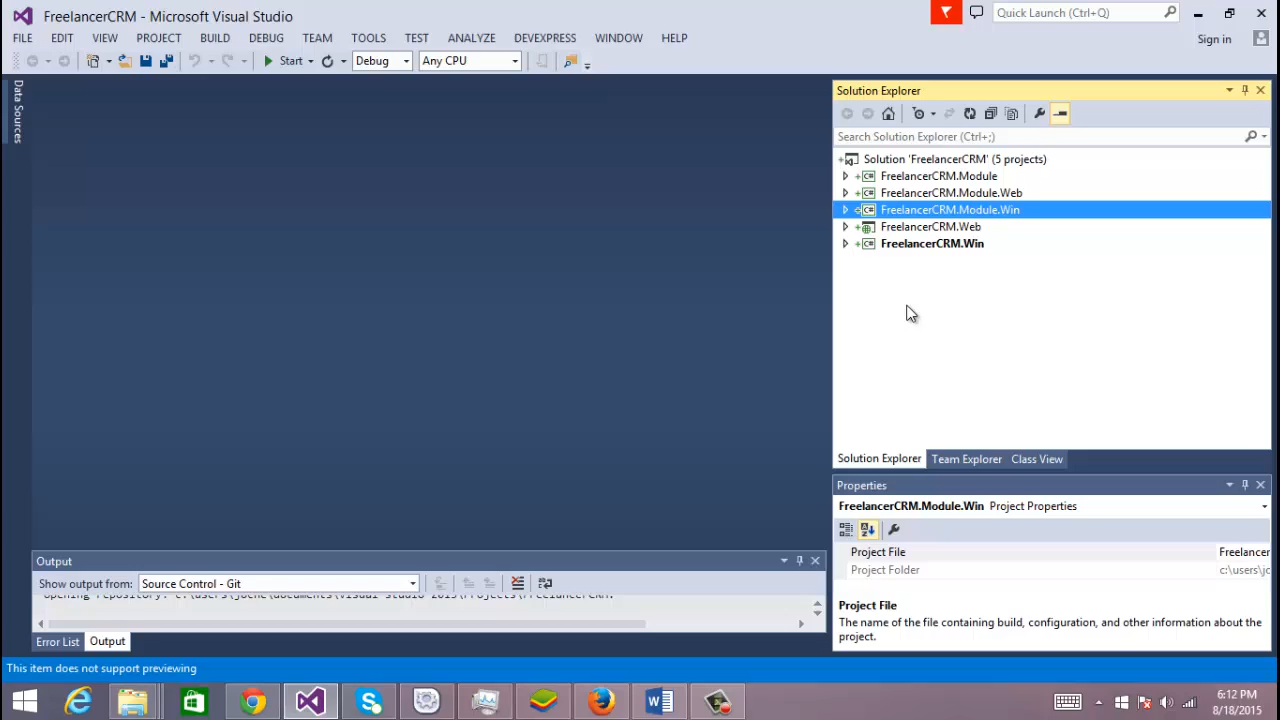 FreelancerCRM - Microsoft Visual Studio
Quick Launch (Ctrl+Q)
FILE EDIT VIEW PROJECT BUILD DEBUG TEAM TOOLS TEST ANALYZE DEVEXPRESS WINDOW HELP
Sign in
Start Debug Any CPU
Data Sources
Solution Explorer
Search Solution Explorer (Ctrl+;)
Solution 'FreelancerCRM' (5 projects)
FreelancerCRM.Module
FreelancerCRM.Module.Web
FreelancerCRM.Module.Win
FreelancerCRM.Web
FreelancerCRM.Win
Solution Explorer Team Explorer Class View
Properties
FreelancerCRM.Module.Win Project Properties
Project File Freelancer
Project Folder c:\users\jo
Project File
The name of the file containing build, configuration, and other information about the
project.
Output
Show output from: Source Control - Git
Error List Output
This item does not support previewing
6:12 PM
8/18/2015